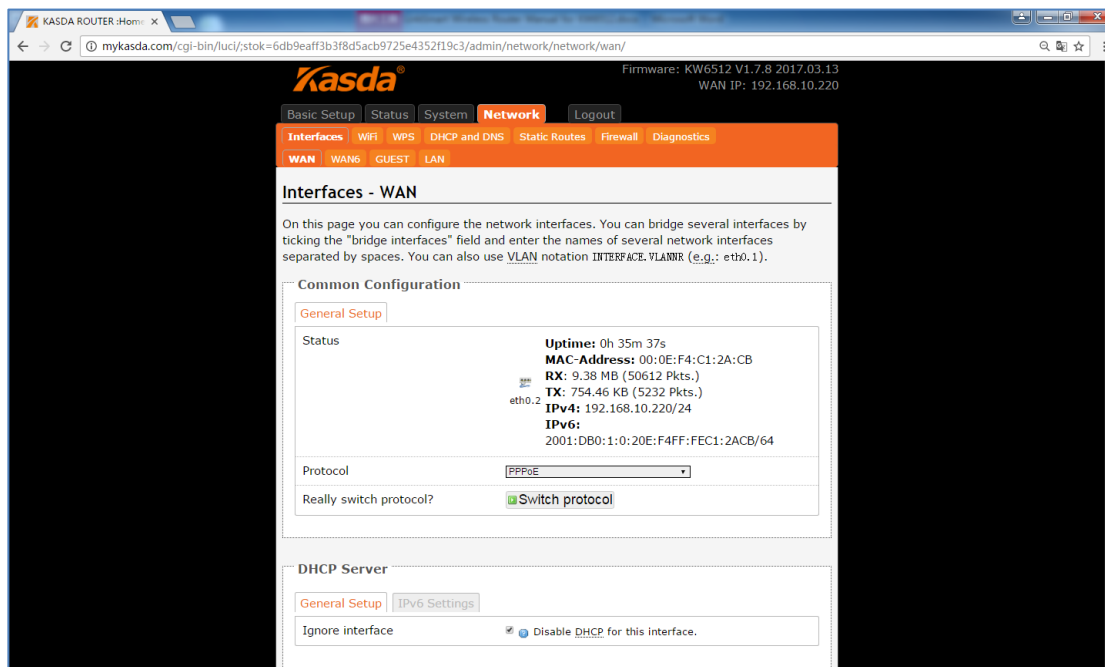 KASDA ROUTER :Home
mykasda.com/cgi-bin/luci/;stok=6db9eaff3b3f8d5acb9725e4352f19c3/admin/network/network/wan/
Kasda®
Firmware: KW6512 V1.7.8 2017.03.13
WAN IP: 192.168.10.220
Basic Setup Status System Network Logout
Interfaces WiFi WPS DHCP and DNS Static Routes Firewall Diagnostics
WAN WAN6 GUEST LAN
Interfaces - WAN
On this page you can configure the network interfaces. You can bridge several interfaces by
ticking the "bridge interfaces" field and enter the names of several network interfaces
separated by spaces. You can also use VLAN notation INTERFACE.VLANNR (e.g.: eth0.1).
Common Configuration
General Setup
Status
Uptime: 0h 35m 37s
MAC-Address: 00:0E:F4:C1:2A:CB
RX: 9.38 MB (50612 Pkts.)
TX: 754.46 KB (5232 Pkts.)
eth0.2
IPv4: 192.168.10.220/24
IPv6:
2001:DB0:1:0:20E:F4FF:FEC1:2ACB/64
Protocol PPPoE
Really switch protocol? Switch protocol
DHCP Server
General Setup IPv6 Settings
Ignore interface Disable DHCP for this interface.